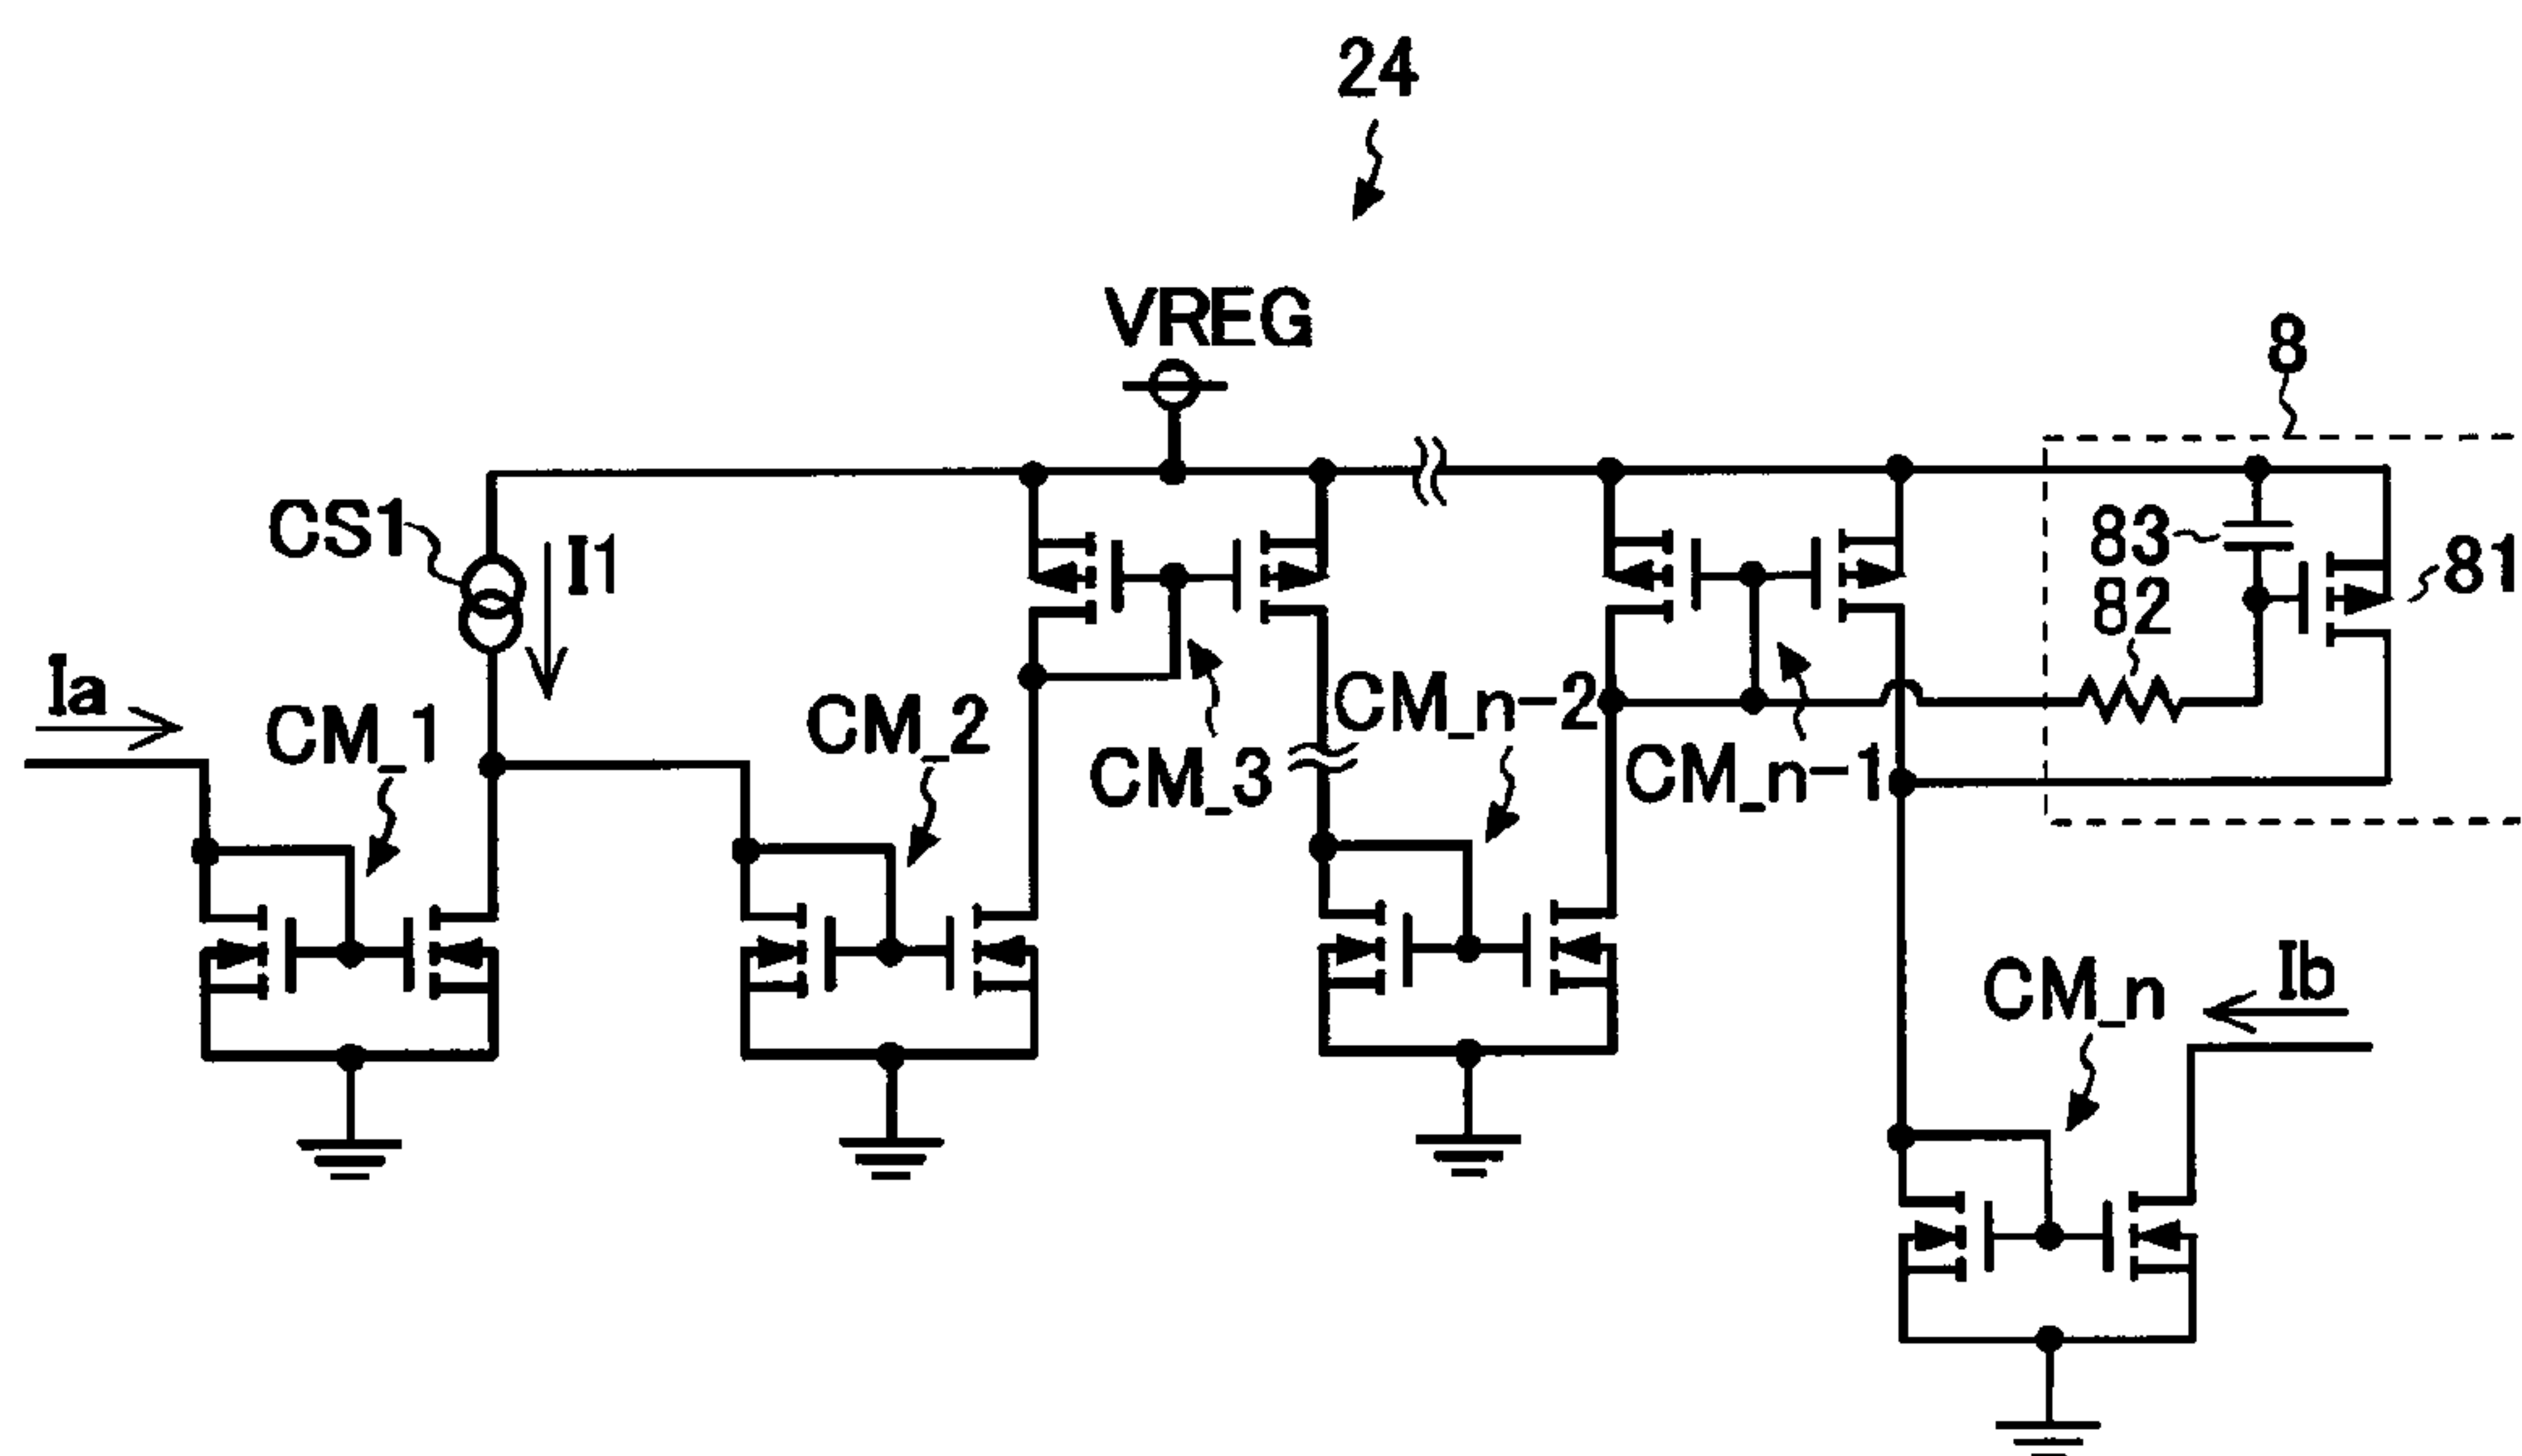 24
VREG
8
CS1
I1
83
81
82
Ia
CM_1
CM_2
CM_3
CM_n-2
CM_n-1
CM_n
Ib